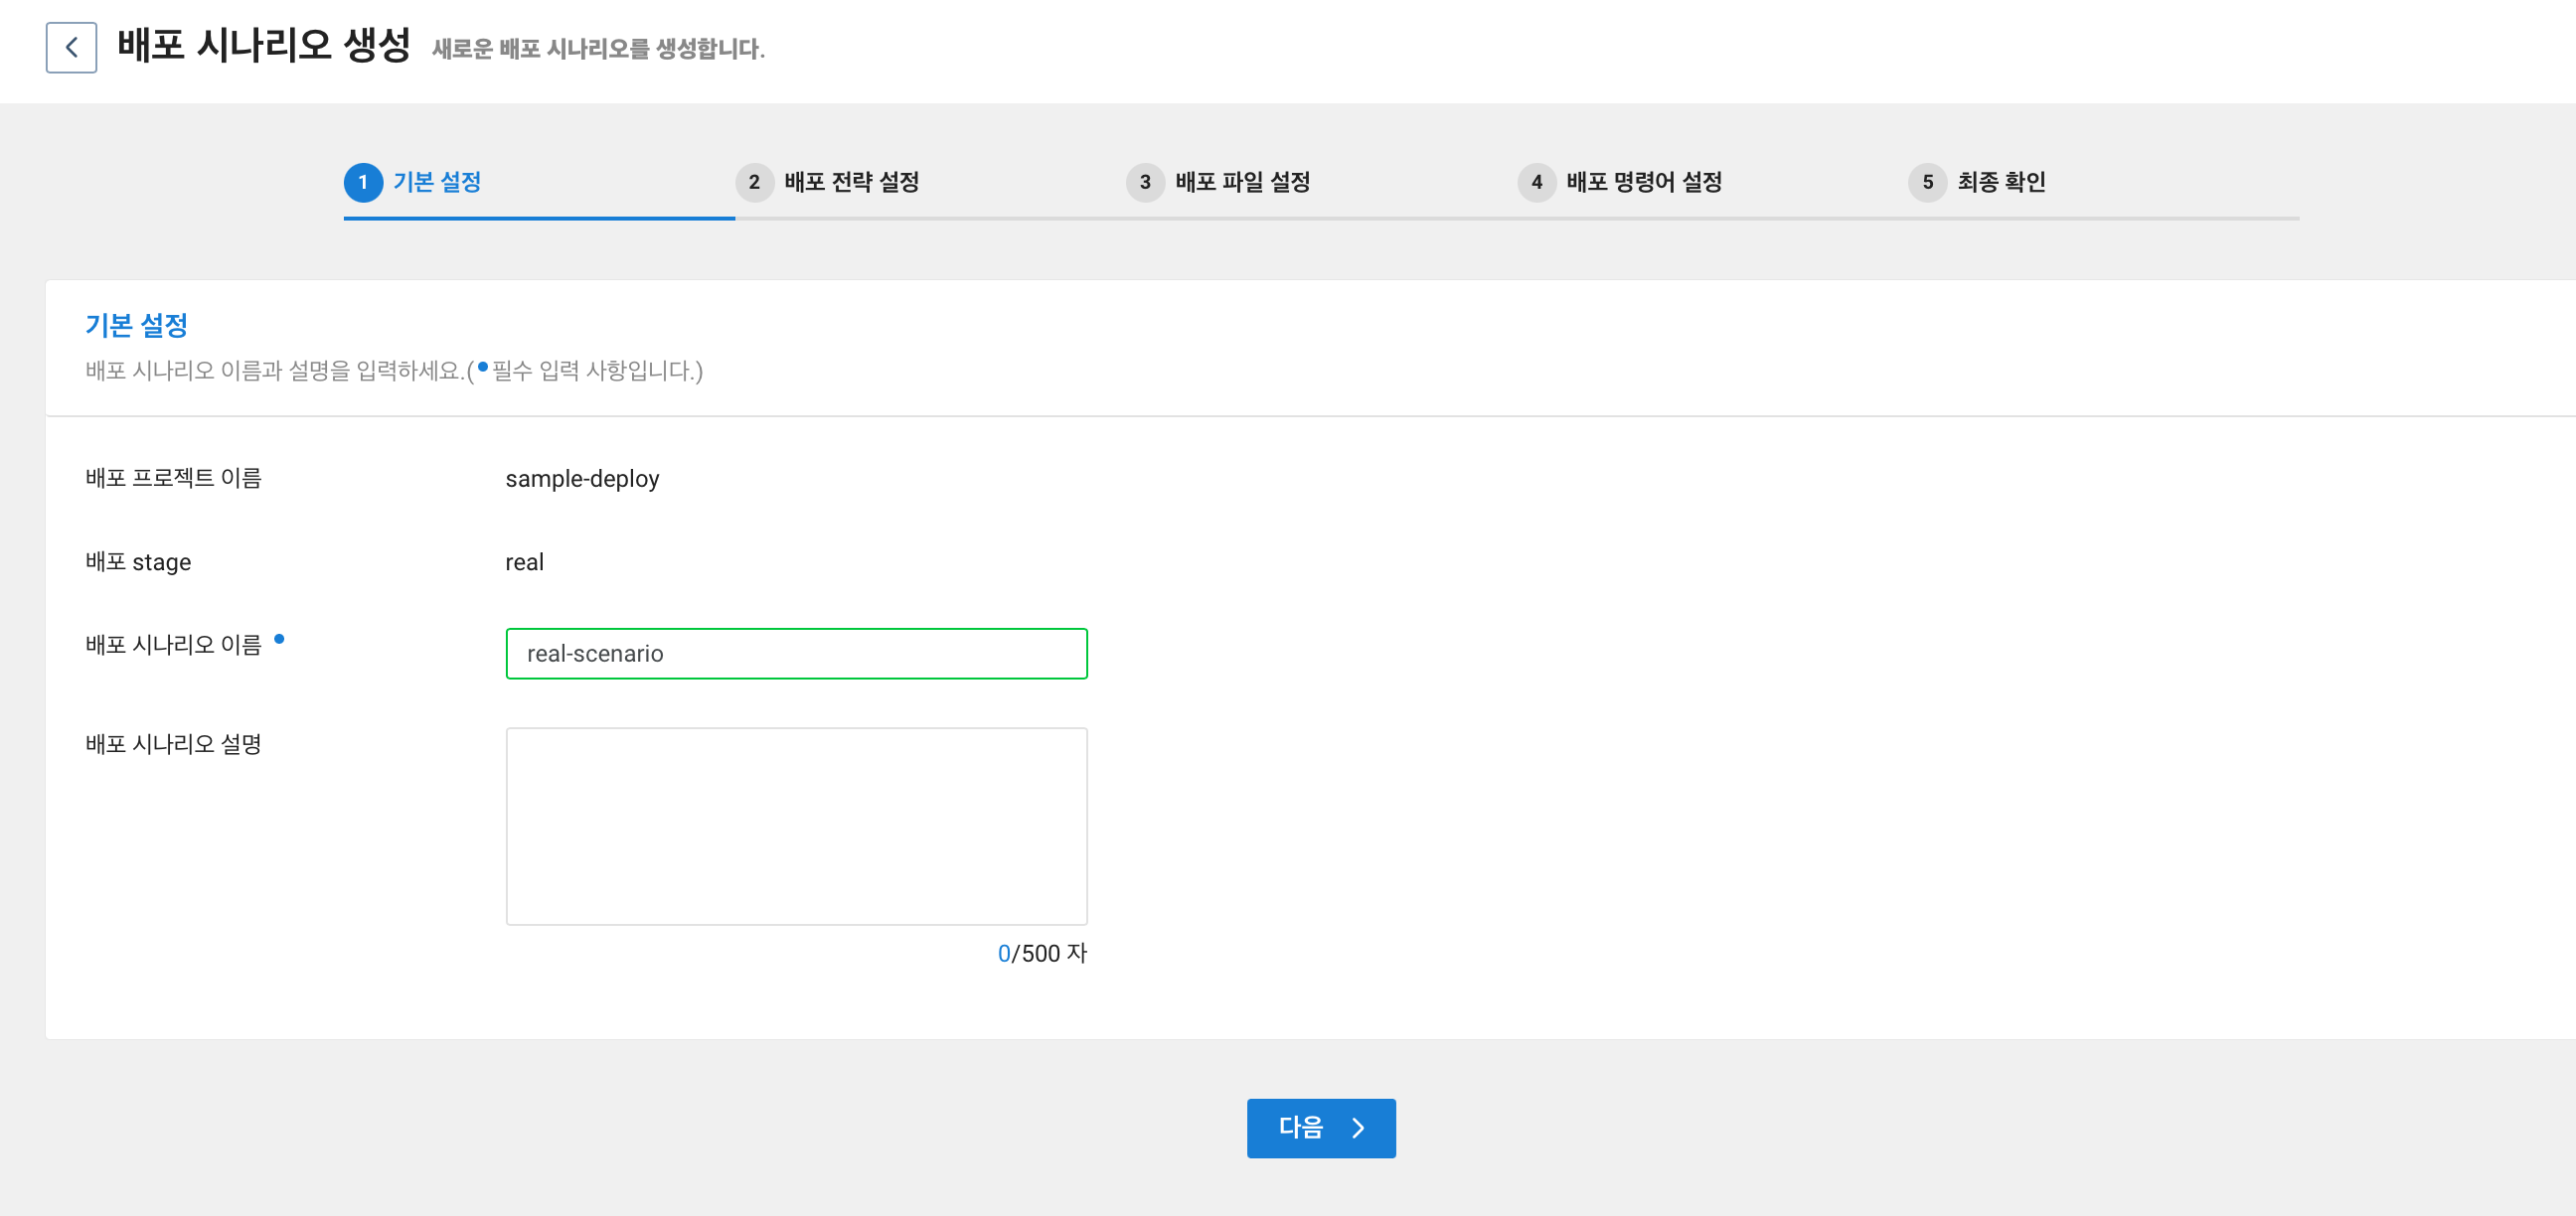 배포 시나리오 생성 새로운 배포 시나리오를 생성합니다.
1 기본 설정 2 배포 전략 설정 3 배포 파일 설정 4 배포 명령어 설정 5 최종 확인
기본 설정
배포 시나리오 이름과 설명을 입력하세요.(●필수 입력 사항입니다.)
배포 프로젝트 이름 sample-deploy
배포 stage real
배포 시나리오 이름 ● real-scenario
배포 시나리오 설명
0/500 자
다음